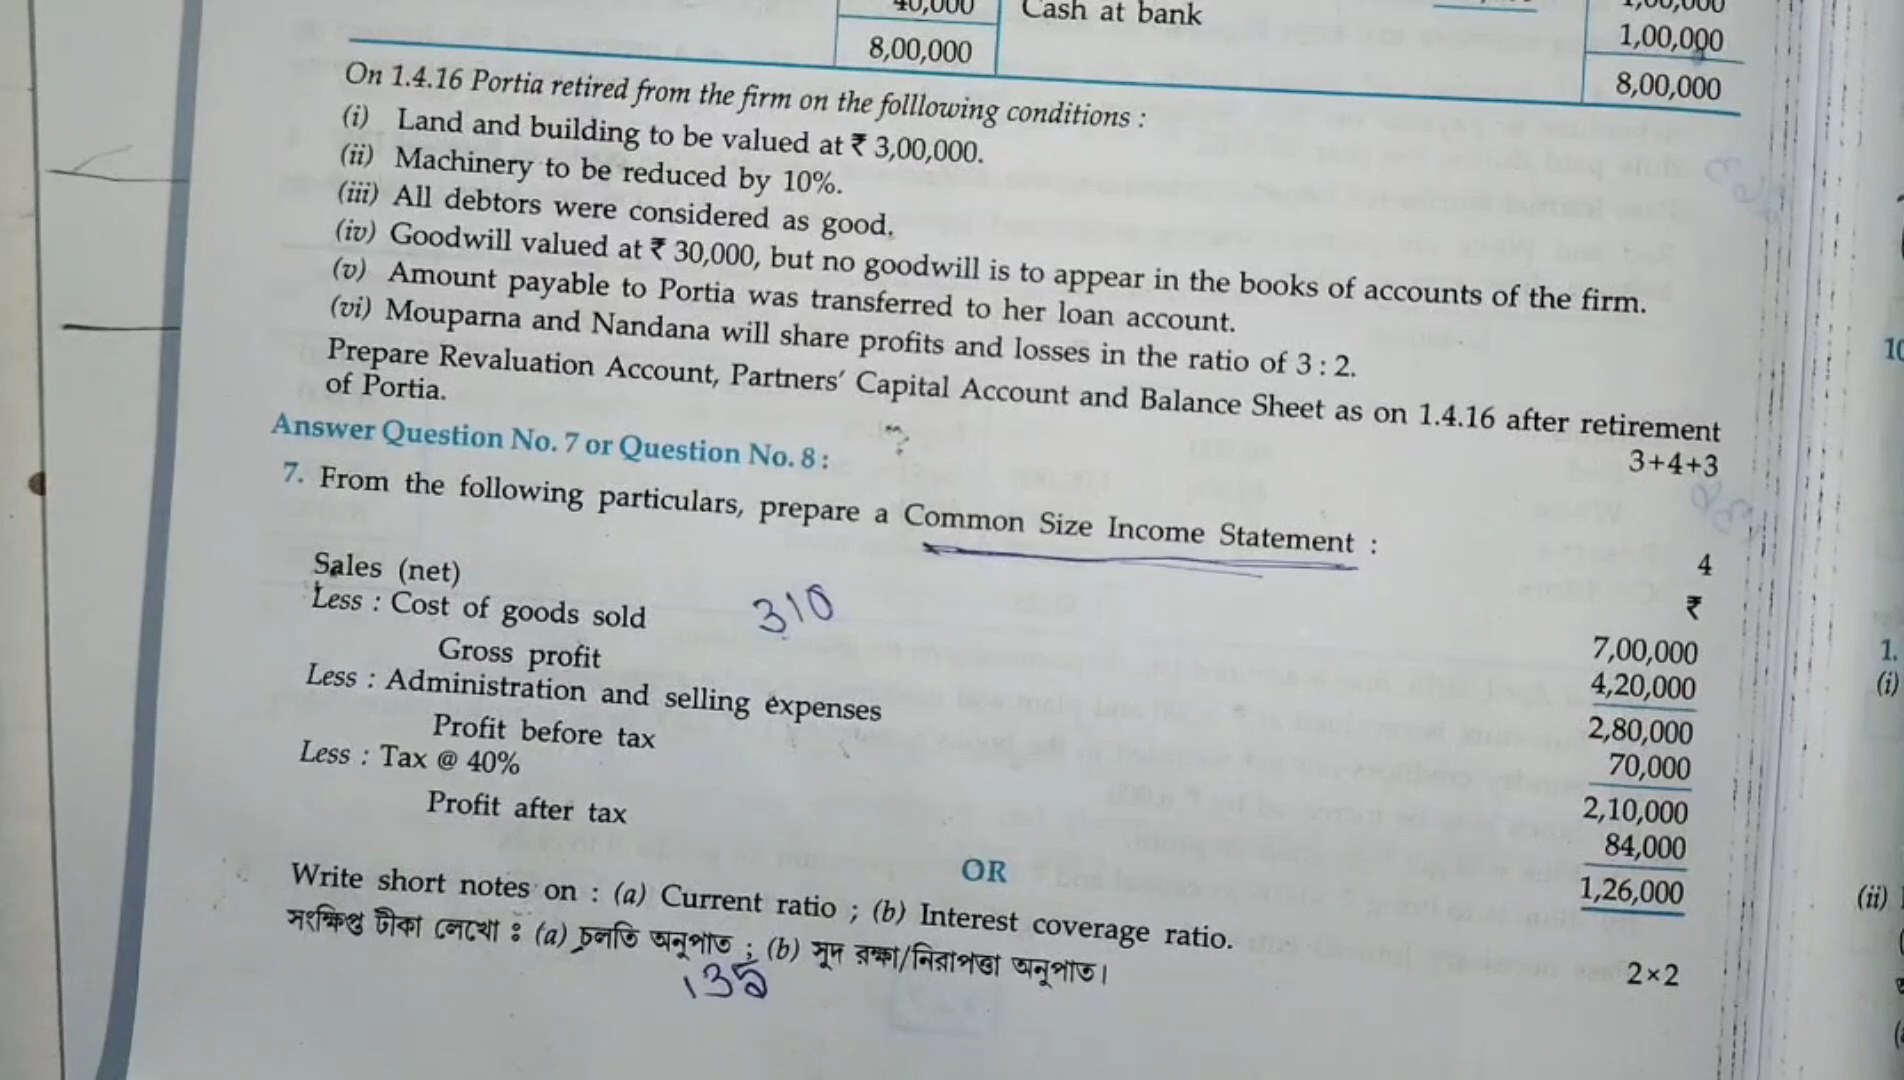 40,000 Cash at bank
1,00,000
8,00,000 8,00,000
On 1.4.16 Portia retired from the firm on the folllowing conditions :
(i) Land and building to be valued at ₹ 3,00,000.
(ii) Machinery to be reduced by 10%.
(iii) All debtors were considered as good.
(iv) Goodwill valued at ₹ 30,000, but no goodwill is to appear in the books of accounts of the firm.
(v) Amount payable to Portia was transferred to her loan account.
(vi) Mouparna and Nandana will share profits and losses in the ratio of 3 : 2.
Prepare Revaluation Account, Partners' Capital Account and Balance Sheet as on 1.4.16 after retirement
of Portia. 3+4+3
Answer Question No. 7 or Question No. 8 :
7. From the following particulars, prepare a Common Size Income Statement : 4
₹
Sales (net) 7,00,000
Less : Cost of goods sold 4,20,000
310
Gross profit 2,80,000
Less : Administration and selling expenses 70,000
Profit before tax 2,10,000
Less : Tax @ 40% 84,000
Profit after tax 1,26,000
OR
Write short notes on : (a) Current ratio ; (b) Interest coverage ratio.
সংক্ষিপ্ত টীকা লেখো : (a) চলতি অনুপাত ; (b) সুদ রক্ষা/নিরাপত্তা অনুপাত। 2×2
10
1.
(i)
(ii)